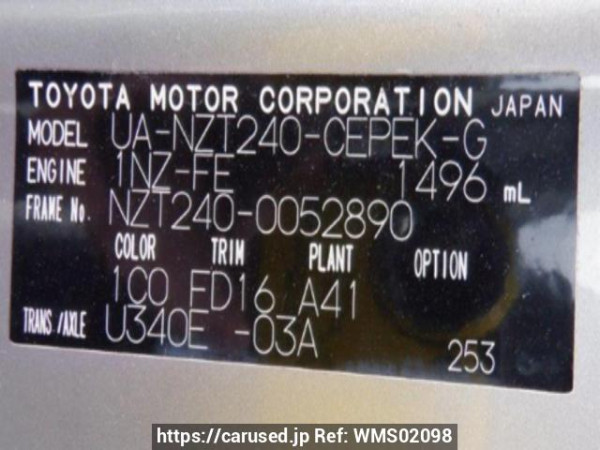 TOYOTA MOTOR CORPORATION JAPAN
MODEL UA-NZT240-CEPEK-G
ENGINE 1NZ-FE 1496 mL
FRAME No. NZT240-0052890
COLOR TRIM PLANT OPTION
1C0 FD16 A41
TRANS/AXLE U340E -03A
253
https://carused.jp Ref: WMS02098